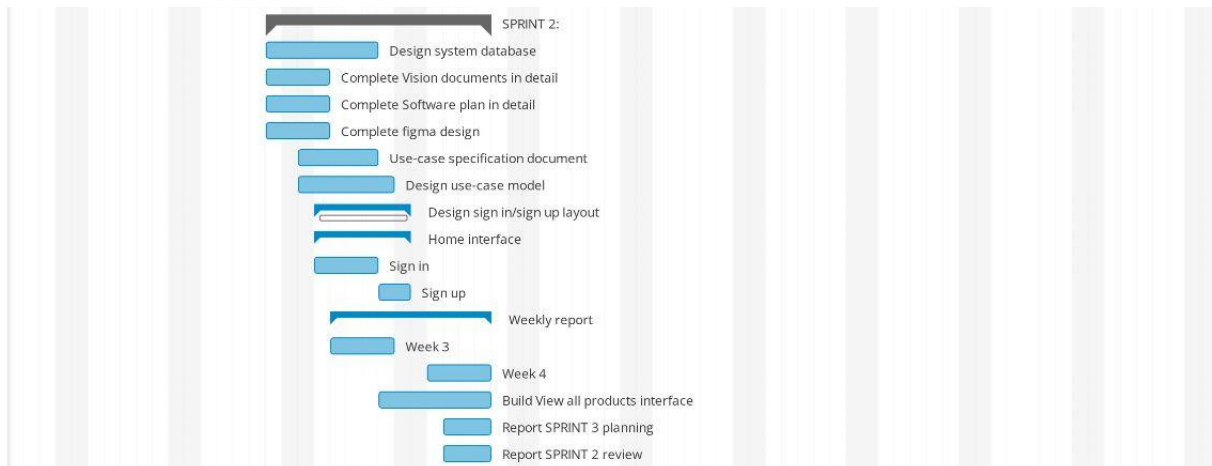 SPRINT 2:
Design system database
Complete Vision documents in detail
Complete Software plan in detail
Complete figma design
Use-case specification document
Design use-case model
Design sign in/sign up layout
Home interface
Sign in
Sign up
Weekly report
Week 3
Week 4
Build View all products interface
Report SPRINT 3 planning
Report SPRINT 2 review